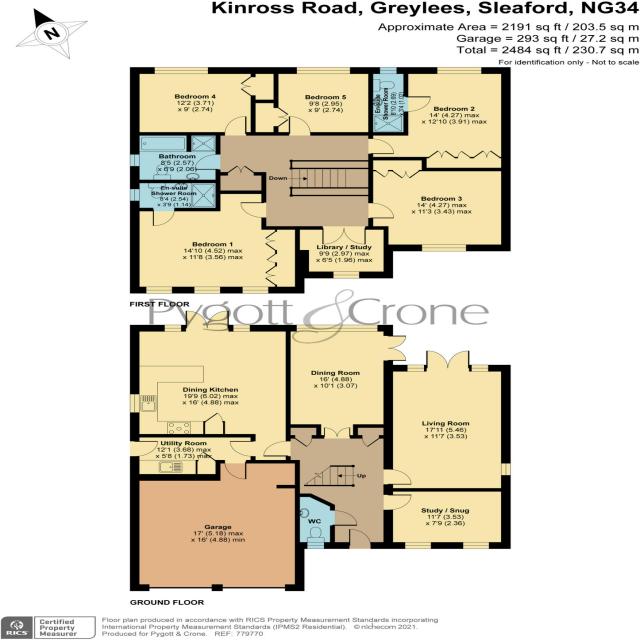 Kinross Road, Greylees, Sleaford, NG34
Approximate Area = 2191 sq ft / 203.5 sq m
Garage = 293 sq ft / 27.2 sq m
Total = 2484 sq ft / 230.7 sq m
For identification only - Not to scale
N
Bedroom 4
12'2 (3.71)
x 9' (2.74)
Bedroom 5
9'8 (2.95)
x 9' (2.74)
En-suite
Shower Room
Bedroom 2
14' (4.27) max
x 12'10 (3.91) max
Bathroom
8'5 (2.57)
x 6'9 (2.06)
En-suite
Shower Room
8'4 (2.54)
x 3'9 (1.14)
Down
Bedroom 3
14' (4.27) max
x 11'3 (3.43) max
Bedroom 1
14'10 (4.52) max
x 11'8 (3.56) max
Library / Study
9'9 (2.97) max
x 6'5 (1.96) max
FIRST FLOOR
Pygott & Crone
Dining Room
16' (4.88)
x 10'1 (3.07)
Dining Kitchen
19'9 (6.02) max
x 16' (4.88) max
Living Room
17'11 (5.46)
x 11'7 (3.53)
Utility Room
12'1 (3.68) max
x 5'8 (1.73) max
Up
Study / Snug
11'7 (3.53)
x 7'9 (2.36)
WC
Garage
17' (5.18) max
x 16' (4.88) min
GROUND FLOOR
RICS
Certified
Property
Measurer
Floor plan produced in accordance with RICS Property Measurement Standards incorporating
International Property Measurement Standards (IPMS2 Residential). © nichecom 2021.
Produced for Pygott & Crone. REF: 779770